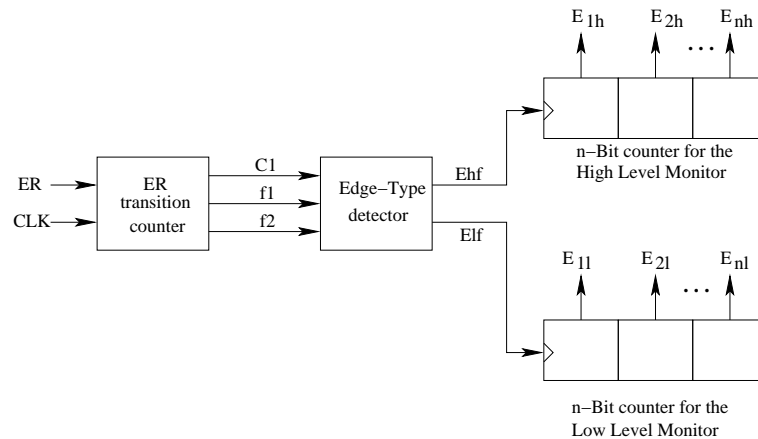 E1h E2h ... Enh
n-Bit counter for the
High Level Monitor
ER
CLK
ER
transition
counter
C1
f1
f2
Edge-Type
detector
Ehf
Elf
E1l E2l ... Enl
n-Bit counter for the
Low Level Monitor